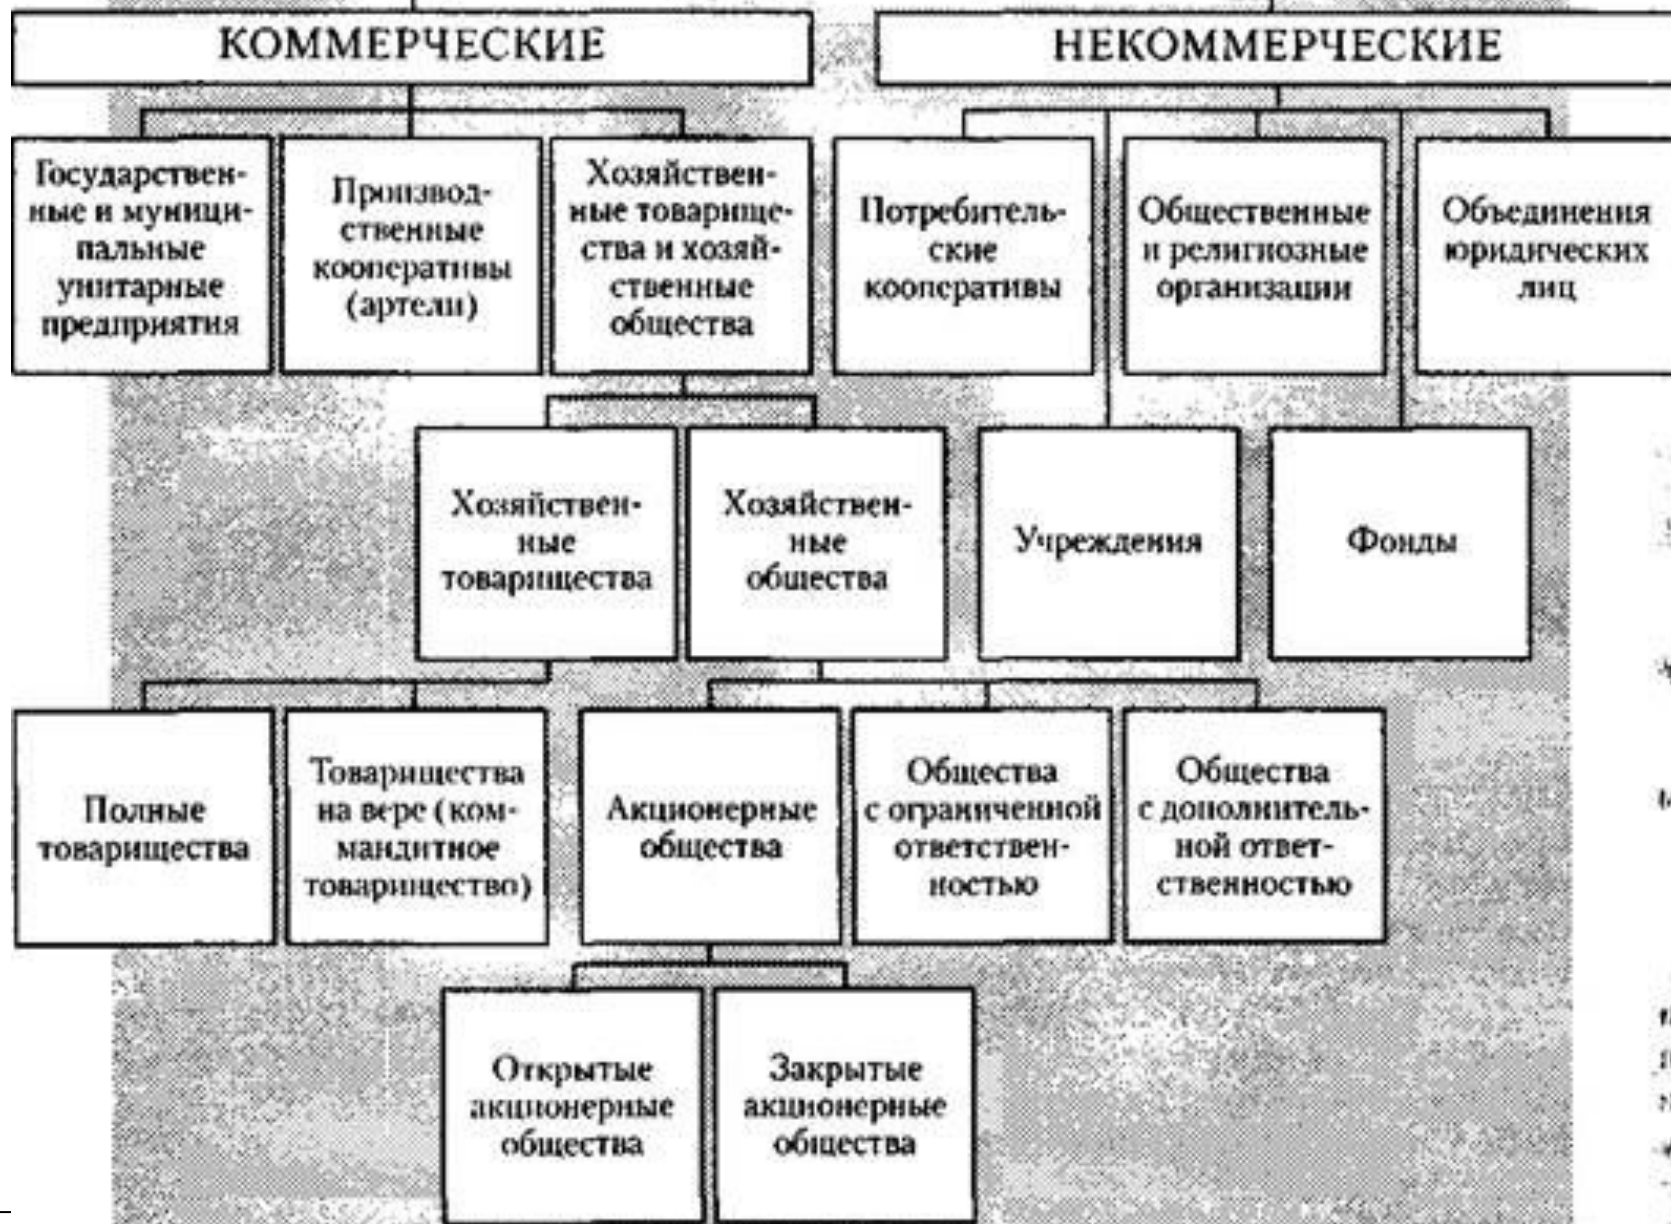 КОММЕРЧЕСКИЕ
НЕКОММЕРЧЕСКИЕ
Государствен-
ные и муници-
пальные
унитарные
предприятия
Производ-
ственные
кооперативы
(артели)
Хозяйствен-
ные товарище-
ства и хозяй-
ственные
общества
Потребитель-
ские
кооперативы
Общественные
и религиозные
организации
Объединения
юридических
лиц
Хозяйствен-
ные
товарищества
Хозяйствен-
ные
общества
Учреждения
Фонды
Полные
товарищества
Товарищества
на вере (ком-
мандитное
товарищество)
Акционерные
общества
Общества
с ограниченной
ответствен-
ностью
Общества
с дополнитель-
ной ответ-
ственностью
Открытые
акционерные
общества
Закрытые
акционерные
общества